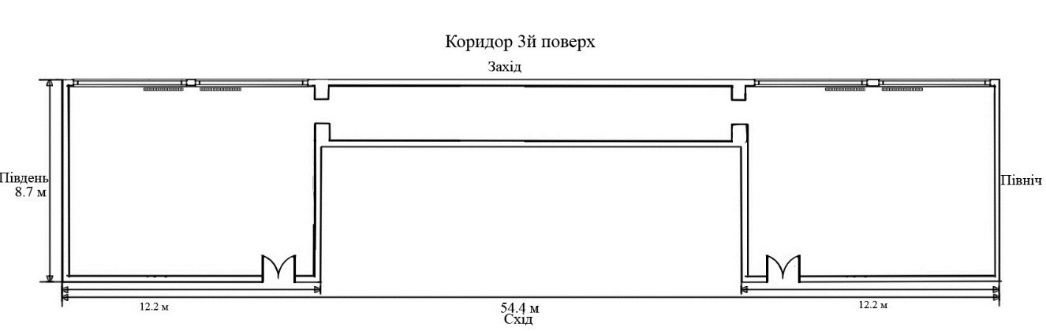 Коридор 3й поверх
Захід
Південь
8.7 м
Північ
12.2 м
54.4 м
12.2 м
Схід